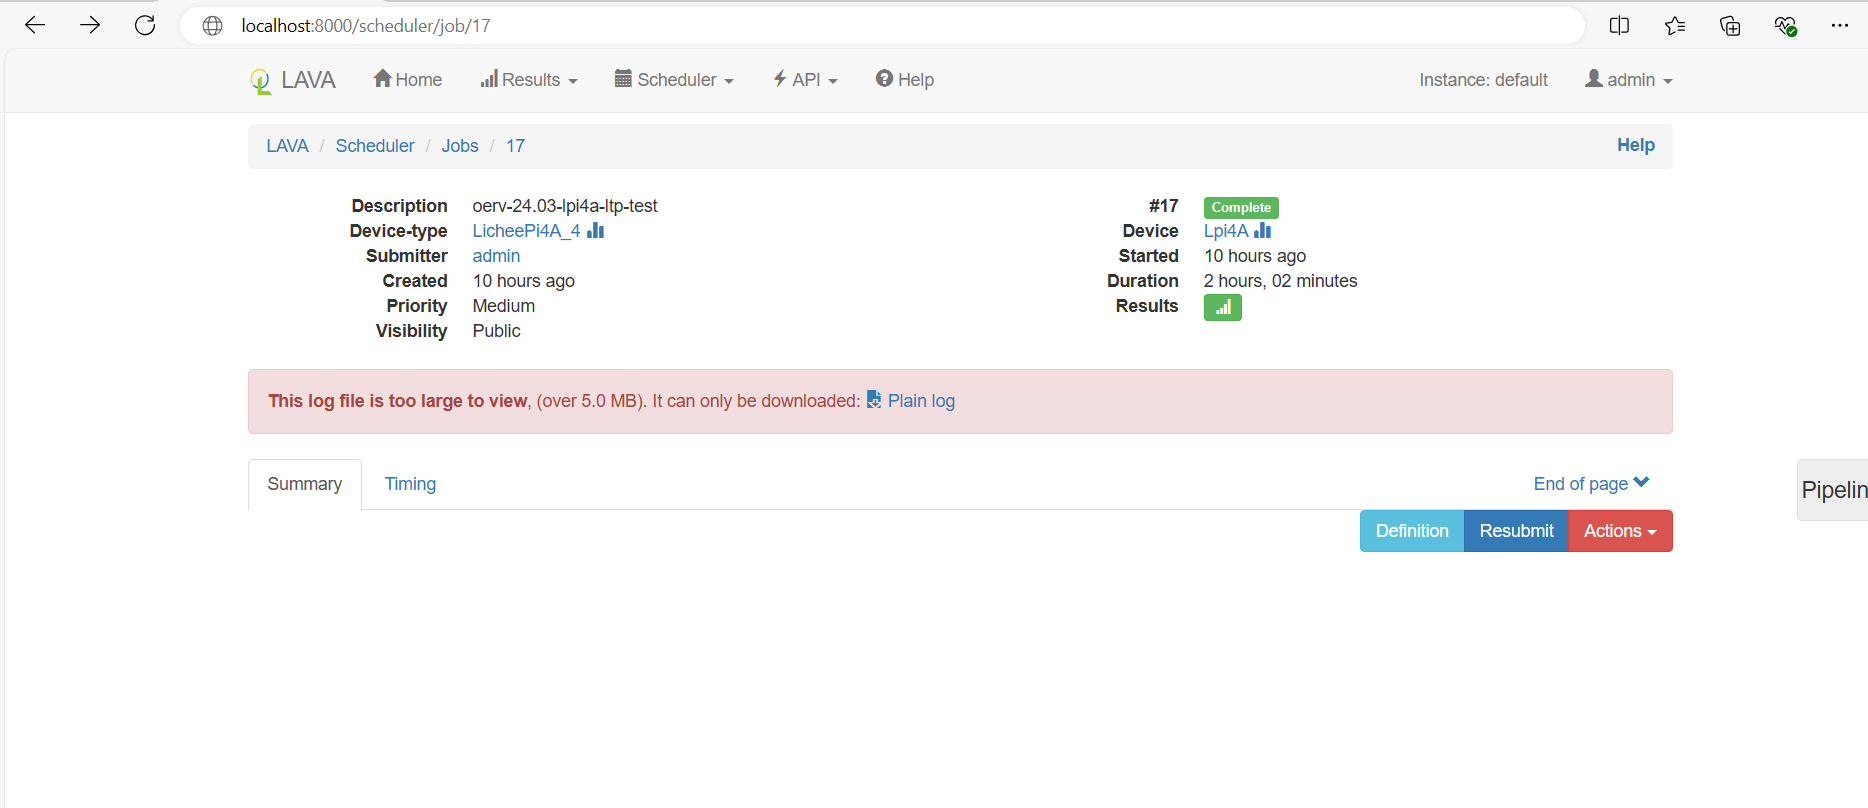 localhost:8000/scheduler/job/17
LAVA Home Results Scheduler API Help Instance: default admin
LAVA / Scheduler / Jobs / 17 Help
Description oerv-24.03-lpi4a-ltp-test #17 Complete
Device-type LicheePi4A_4 Device Lpi4A
Submitter admin Started 10 hours ago
Created 10 hours ago Duration 2 hours, 02 minutes
Priority Medium Results
Visibility Public
This log file is too large to view, (over 5.0 MB). It can only be downloaded: Plain log
Summary Timing End of page
Pipelin
Definition Resubmit Actions